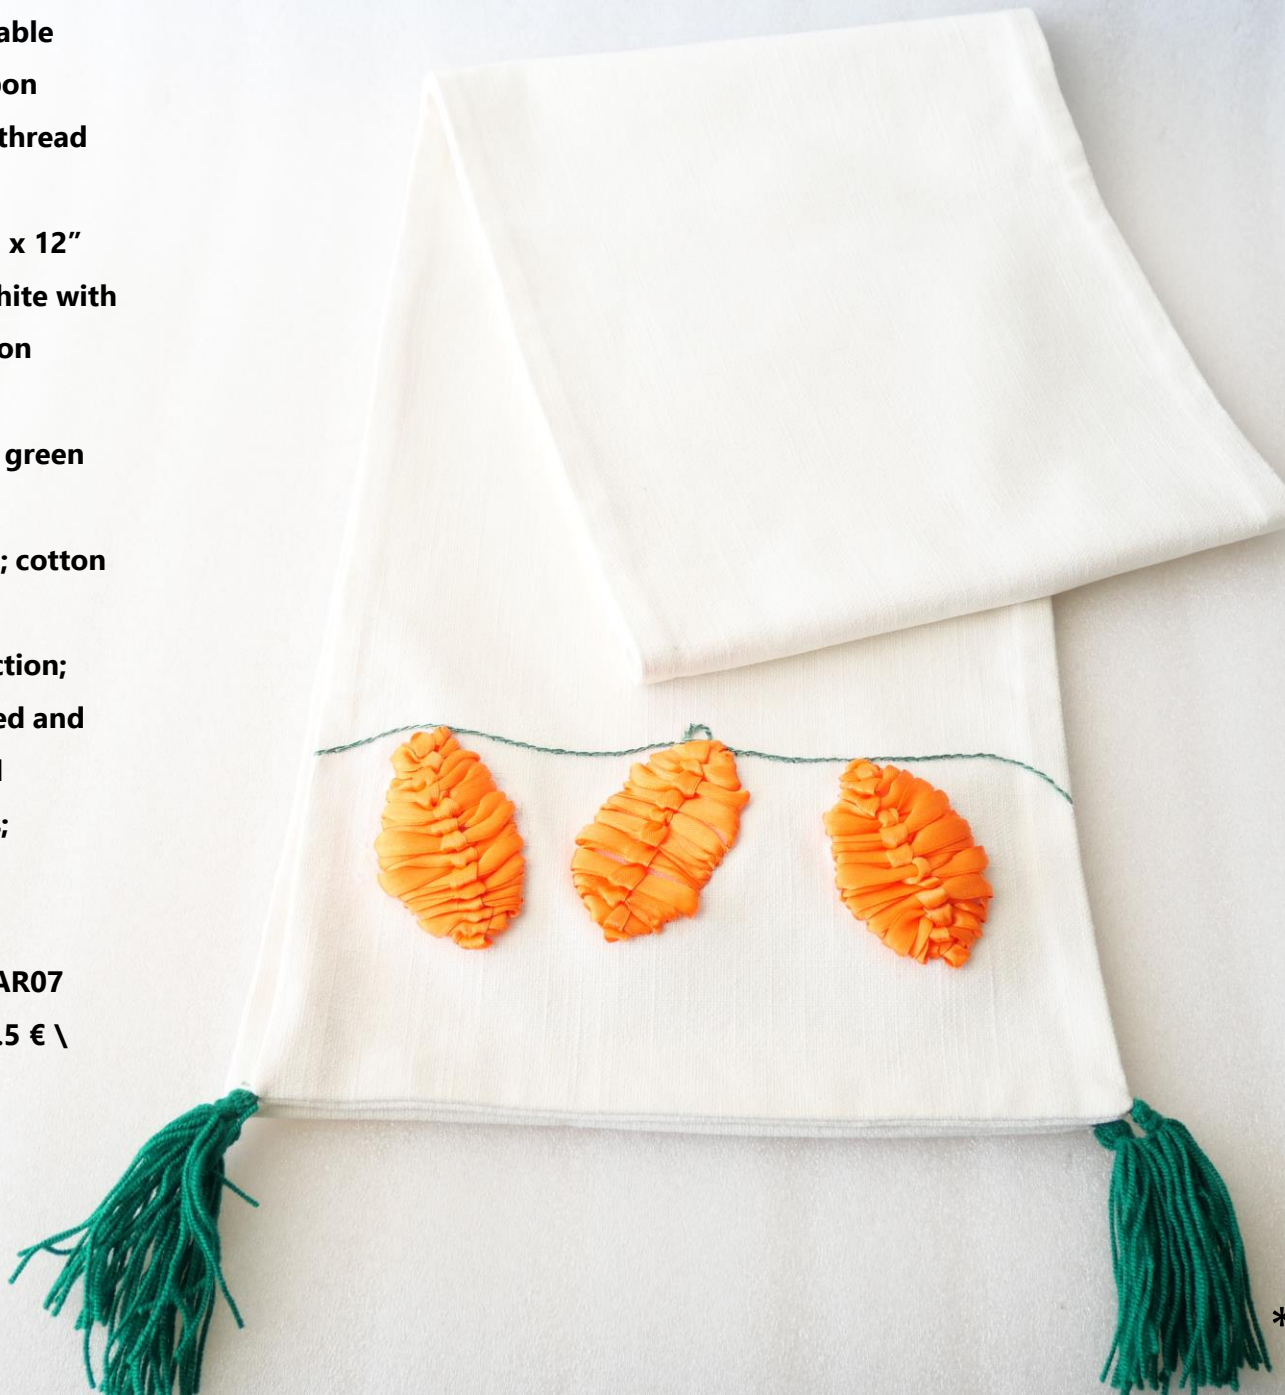 able
on
thread
x 12”
hite with
on
green
; cotton
ction;
ed and
;
AR07
.5 € \
*